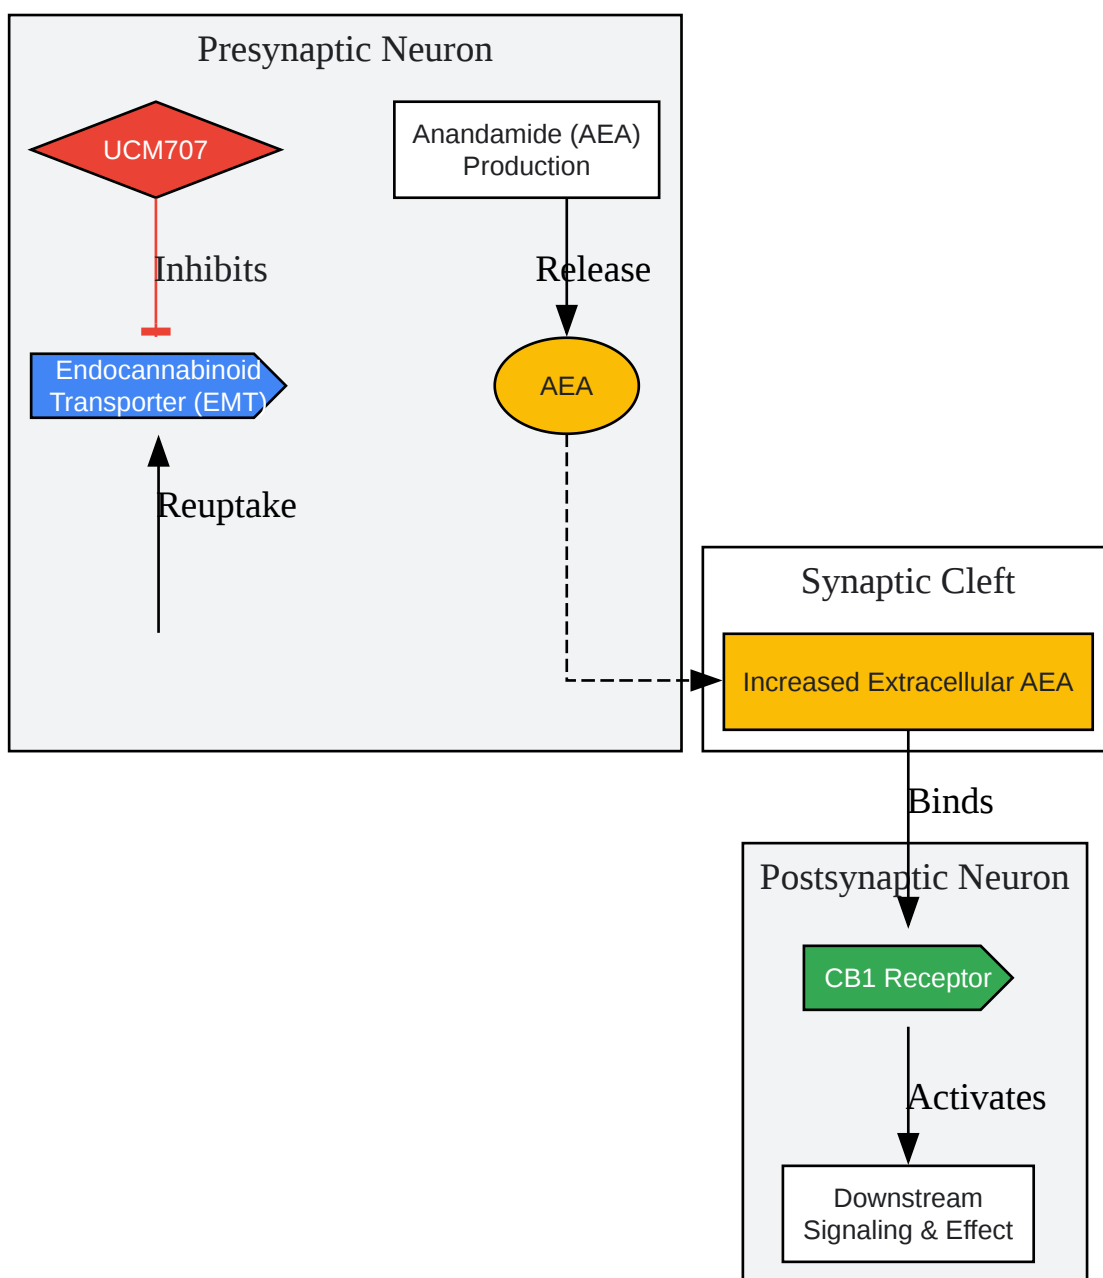 Presynaptic Neuron
UCM707
Anandamide (AEA)
Production
Inhibits
Release
Endocannabinoid
Transporter (EMT)
AEA
Reuptake
Synaptic Cleft
Increased Extracellular AEA
Binds
Postsynaptic Neuron
CB1 Receptor
Activates
Downstream
Signaling & Effect